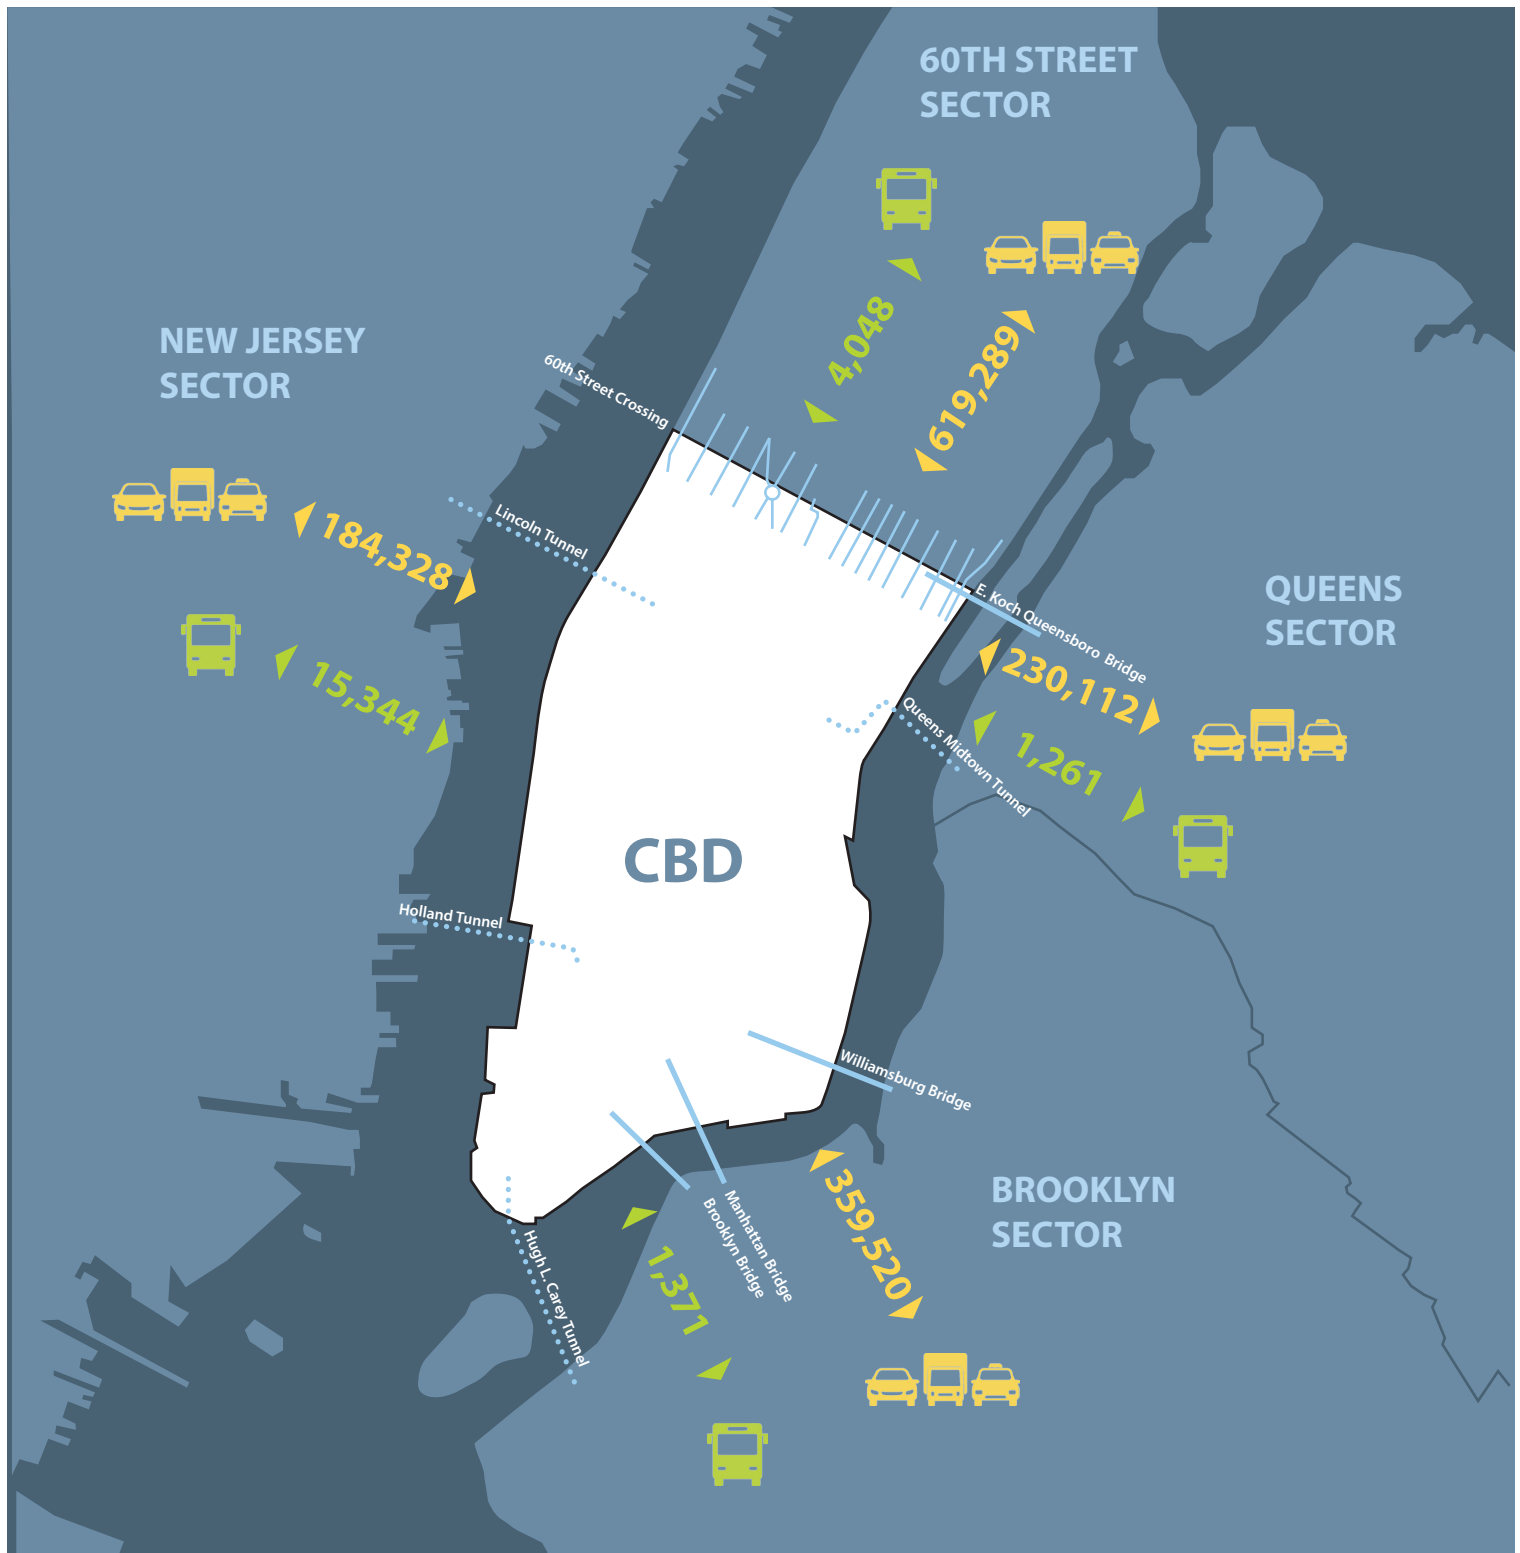 60TH STREET
SECTOR
4,048
619,289
NEW JERSEY
SECTOR
60th Street Crossing
184,328
Lincoln Tunnel
15,344
E. Koch Queensboro Bridge
QUEENS
SECTOR
230,112
Queens Midtown Tunnel
1,261
CBD
Holland Tunnel
Williamsburg Bridge
Manhattan Bridge
Brooklyn Bridge
359,520
BROOKLYN
SECTOR
Hugh L. Carey Tunnel
1,371